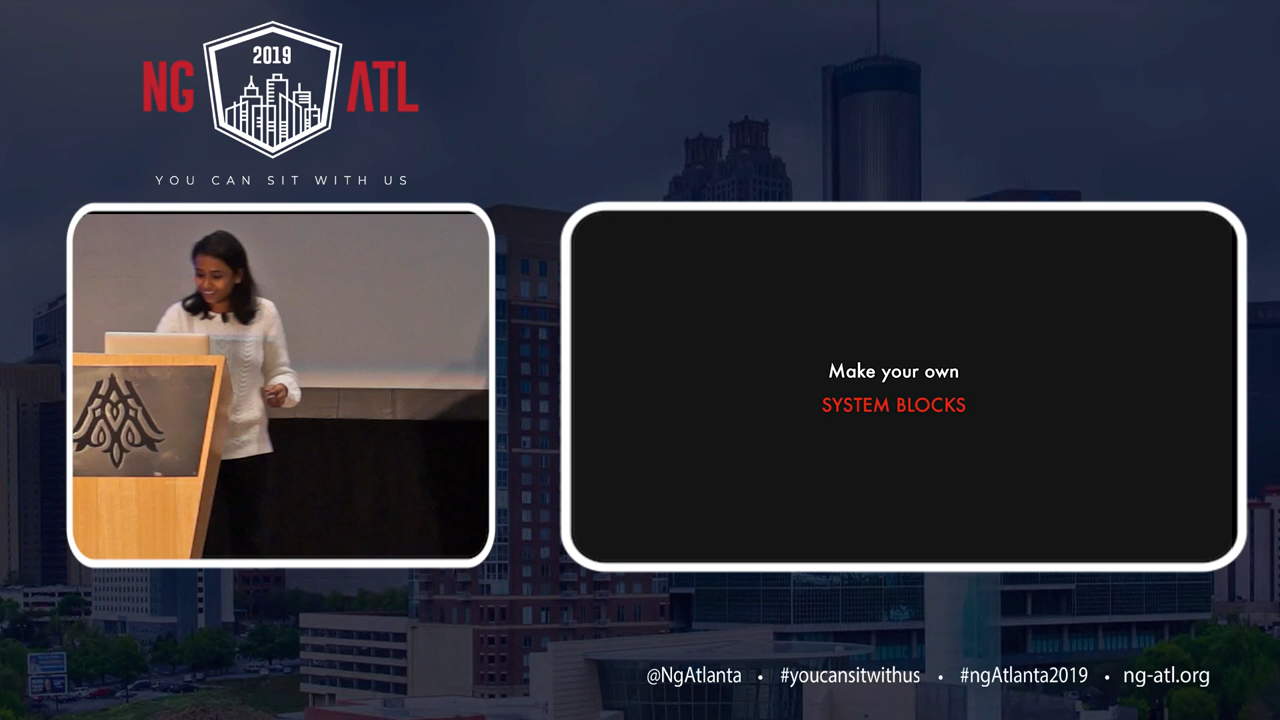 NG 2019 ATL
YOU CAN SIT WITH US
Make your own
SYSTEM BLOCKS
@NgAtlanta • #youcansitwithus • #ngAtlanta2019 • ng-atl.org